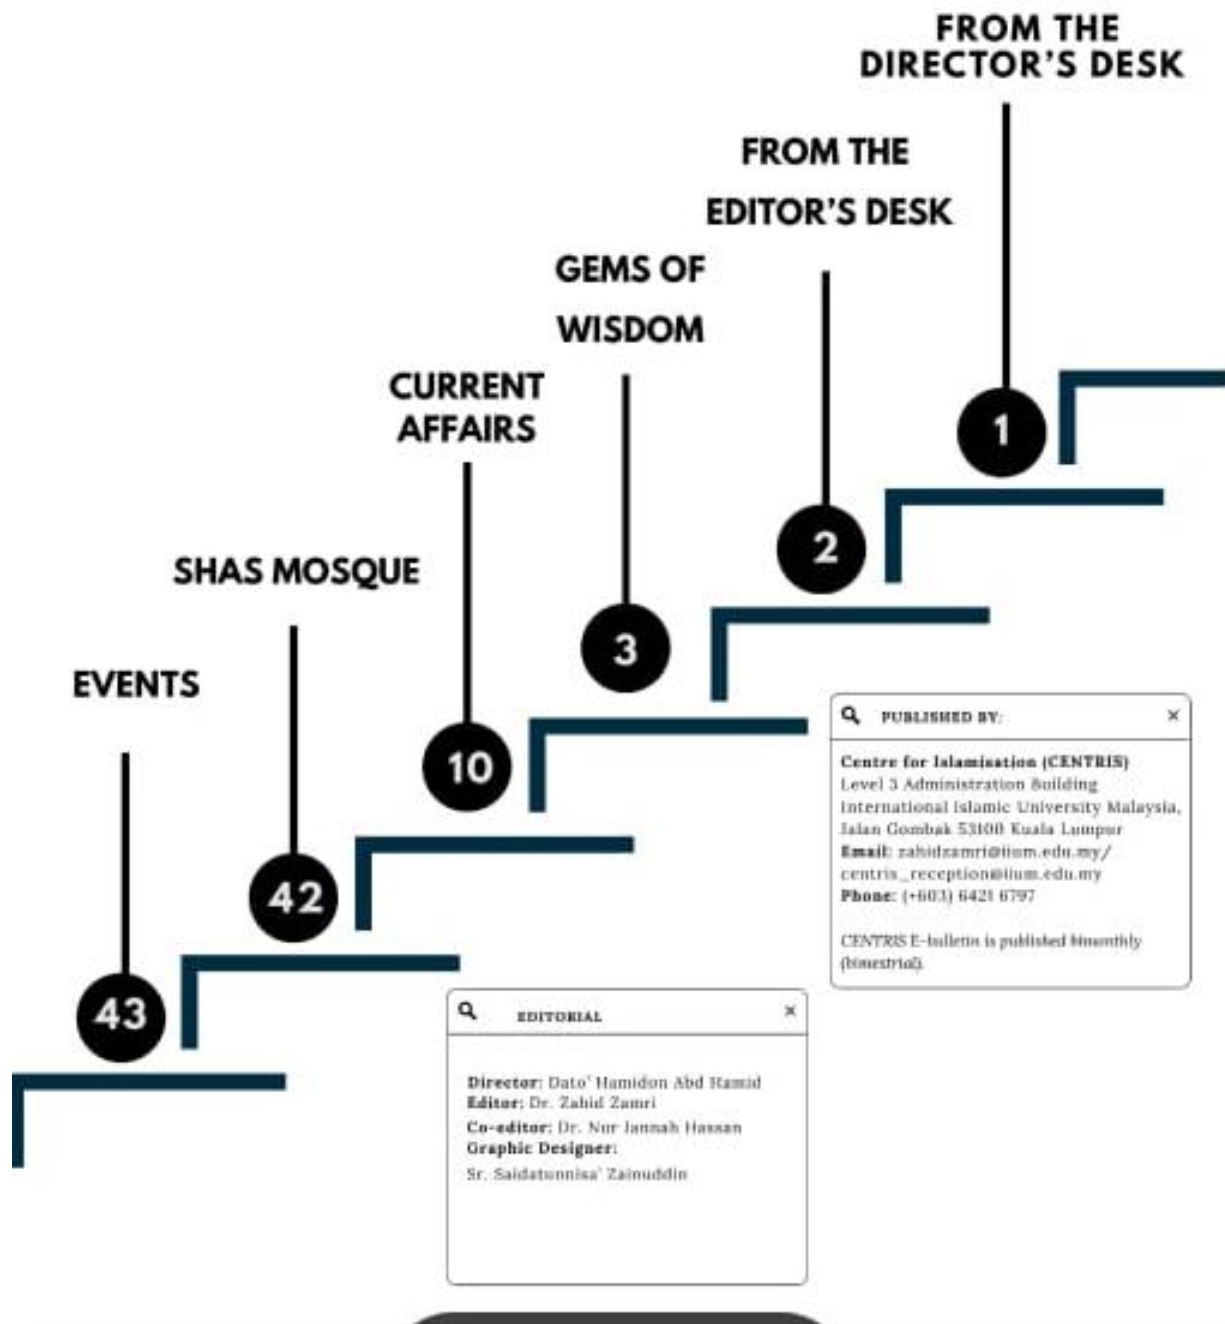 FROM THE
DIRECTOR'S DESK
1
FROM THE
EDITOR'S DESK
2
GEMS OF
WISDOM
3
CURRENT
AFFAIRS
10
SHAS MOSQUE
42
EVENTS
43
PUBLISHED BY:
Centre for Islamisation (CENTRIS)
Level 3 Administration Building
International Islamic University Malaysia,
Jalan Gombak 53100 Kuala Lumpur
Email: zahidzamri@iium.edu.my/
centris_reception@iium.edu.my
Phone: (+603) 6421 6797
CENTRIS E-bulletin is published bimonthly
(bimestrial).
EDITORIAL
Director: Dato' Hamidon Abd Hamid
Editor: Dr. Zahid Zamri
Co-editor: Dr. Nur Jannah Hassan
Graphic Designer:
Sr. Saidatunnisa' Zainuddin